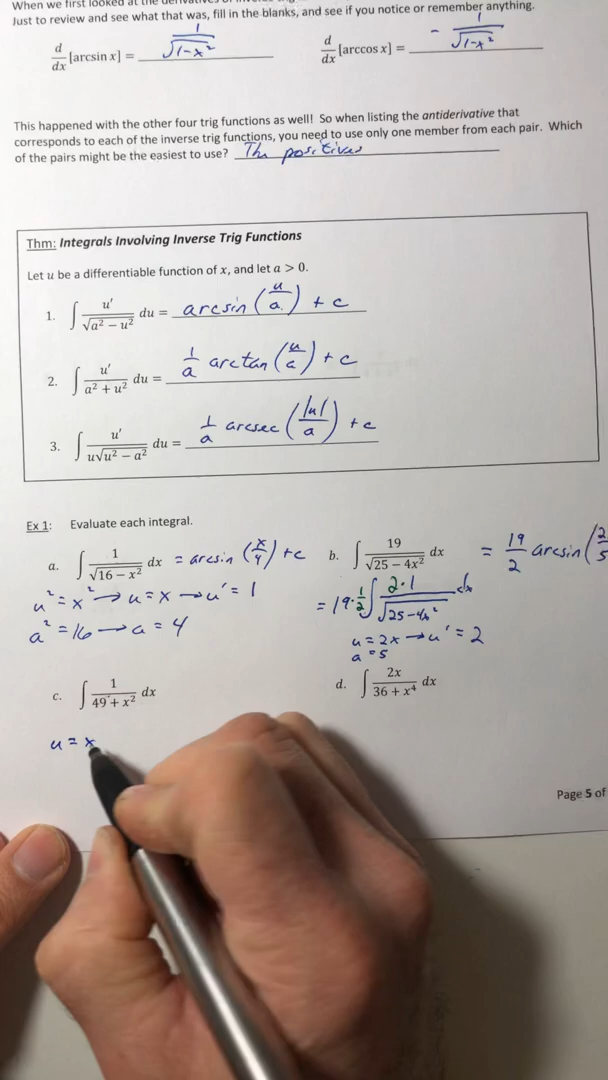 When we first looked at the derivatives of inverse trig
Just to review and see what that was, fill in the blanks, and see if you notice or remember anything.
d/dx [arcsin x] = 1/√(1-x²)
d/dx [arccos x] = - 1/√(1-x²)
This happened with the other four trig functions as well! So when listing the antiderivative that
corresponds to each of the inverse trig functions, you need to use only one member from each pair. Which
of the pairs might be the easiest to use? The positives
Thm: Integrals Involving Inverse Trig Functions
Let u be a differentiable function of x, and let a > 0.
1. ∫ u'/√(a² − u²) du = arcsin (u/a) + c
2. ∫ u'/(a² + u²) du = 1/a arctan (u/a) + c
3. ∫ u'/(u√(u² − a²)) du = 1/a arcsec (|u|/a) + c
Ex 1: Evaluate each integral.
a. ∫ 1/√(16 − x²) dx = arcsin (x/4) + c
u² = x² → u = x → u' = 1
a² = 16 → a = 4
b. ∫ 19/√(25 − 4x²) dx = 19/2 arcsin (2/5
= 19·1/2 ∫ 2·1/√(25-4x²) dx
u = 2x → u' = 2
a = 5
c. ∫ 1/(49 + x²) dx
u = x
d. ∫ 2x/(36 + x⁴) dx
Page 5 of